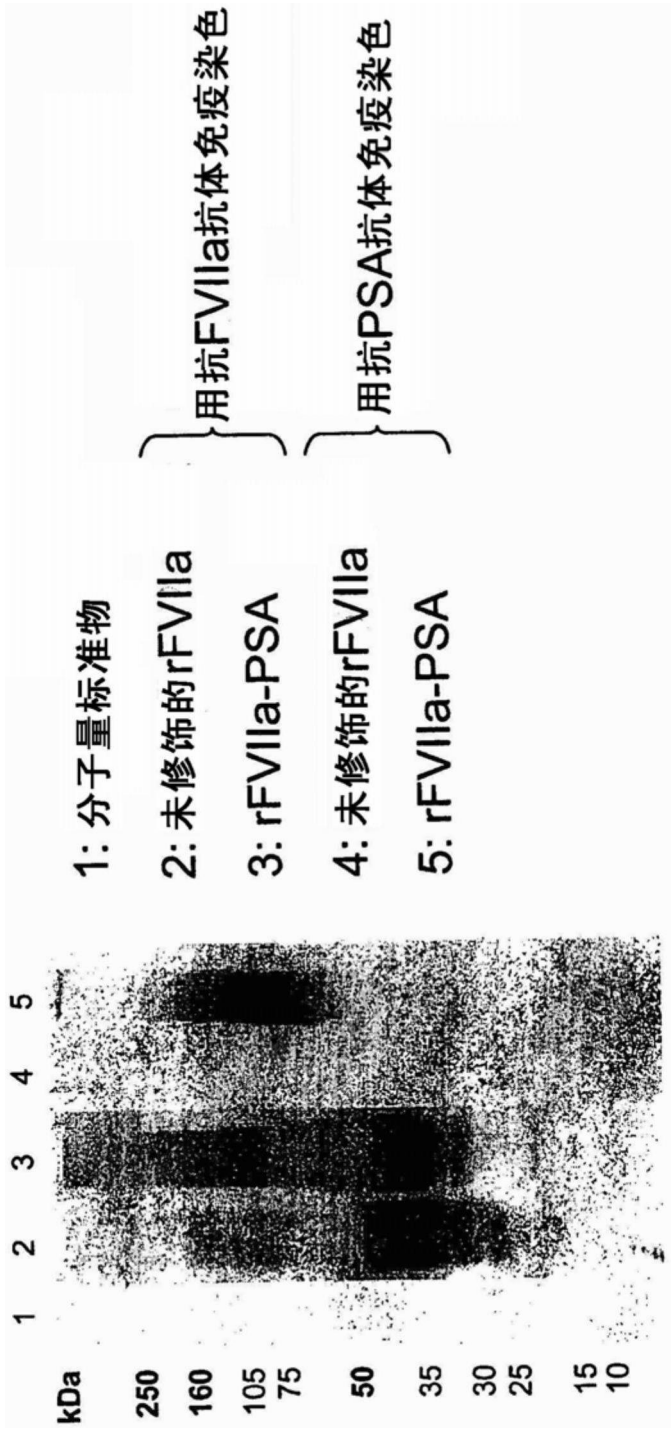 1 2 3 4 5
kDa
250
160
105
75
50
35
30
25
15
10
1: 分子量标准物
2: 未修饰的rFVIIa
3: rFVIIa-PSA
4: 未修饰的rFVIIa
5: rFVIIa-PSA
用抗FVIIa抗体免疫染色
用抗PSA抗体免疫染色